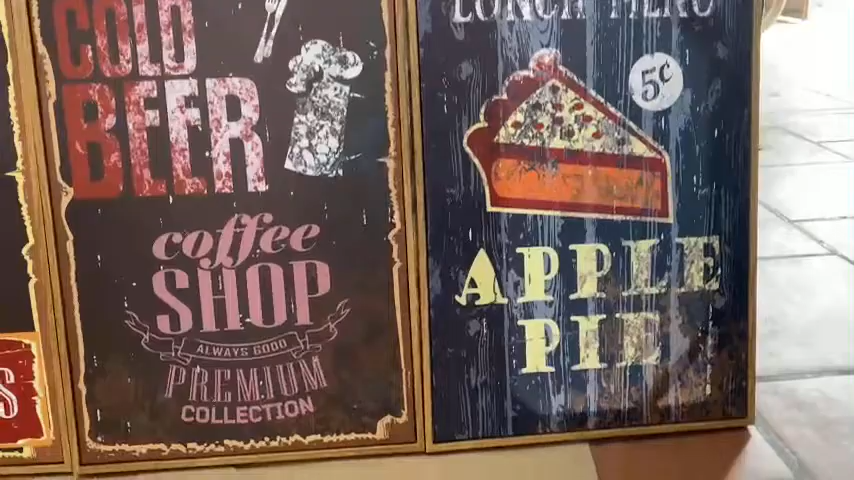 COLD
BEER
coffee
SHOP
ALWAYS GOOD
PREMIUM
COLLECTION
S
LUNCH MENU
5¢
APPLE
PIE